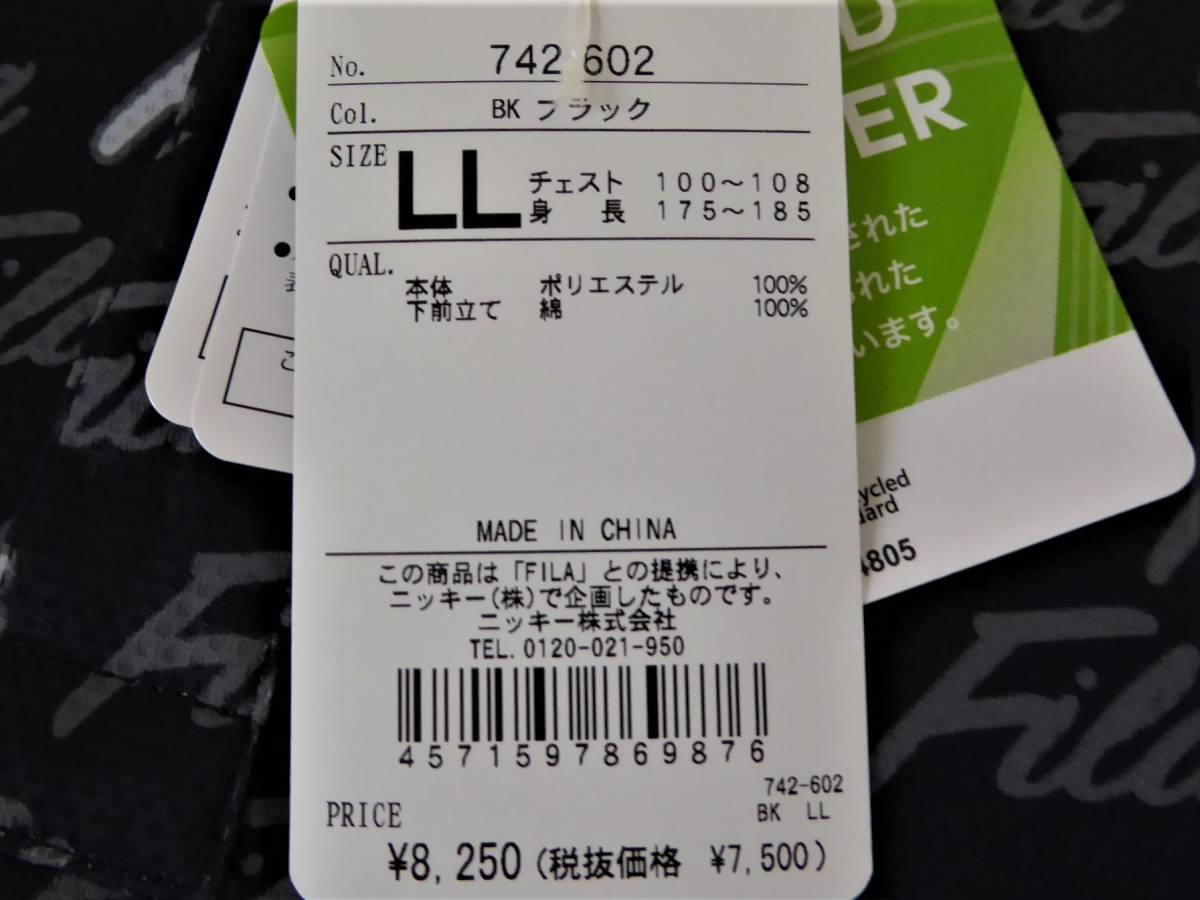 No. 742-602
Col. BK ブラック
SIZE LL チェスト 100～108
身 長 175～185
QUAL.
本体 ポリエステル 100%
下前立て 綿 100%
MADE IN CHINA
この商品は「FILA」との提携により、
ニッキー(株)で企画したものです。
ニッキー株式会社
TEL. 0120-021-950
4571597869876
742-602
BK LL
PRICE
¥8,250 (税抜価格 ¥7,500)
D
ER
された
られた
います。
ycled
dard
4805
こ
Fila
Fila
Fila